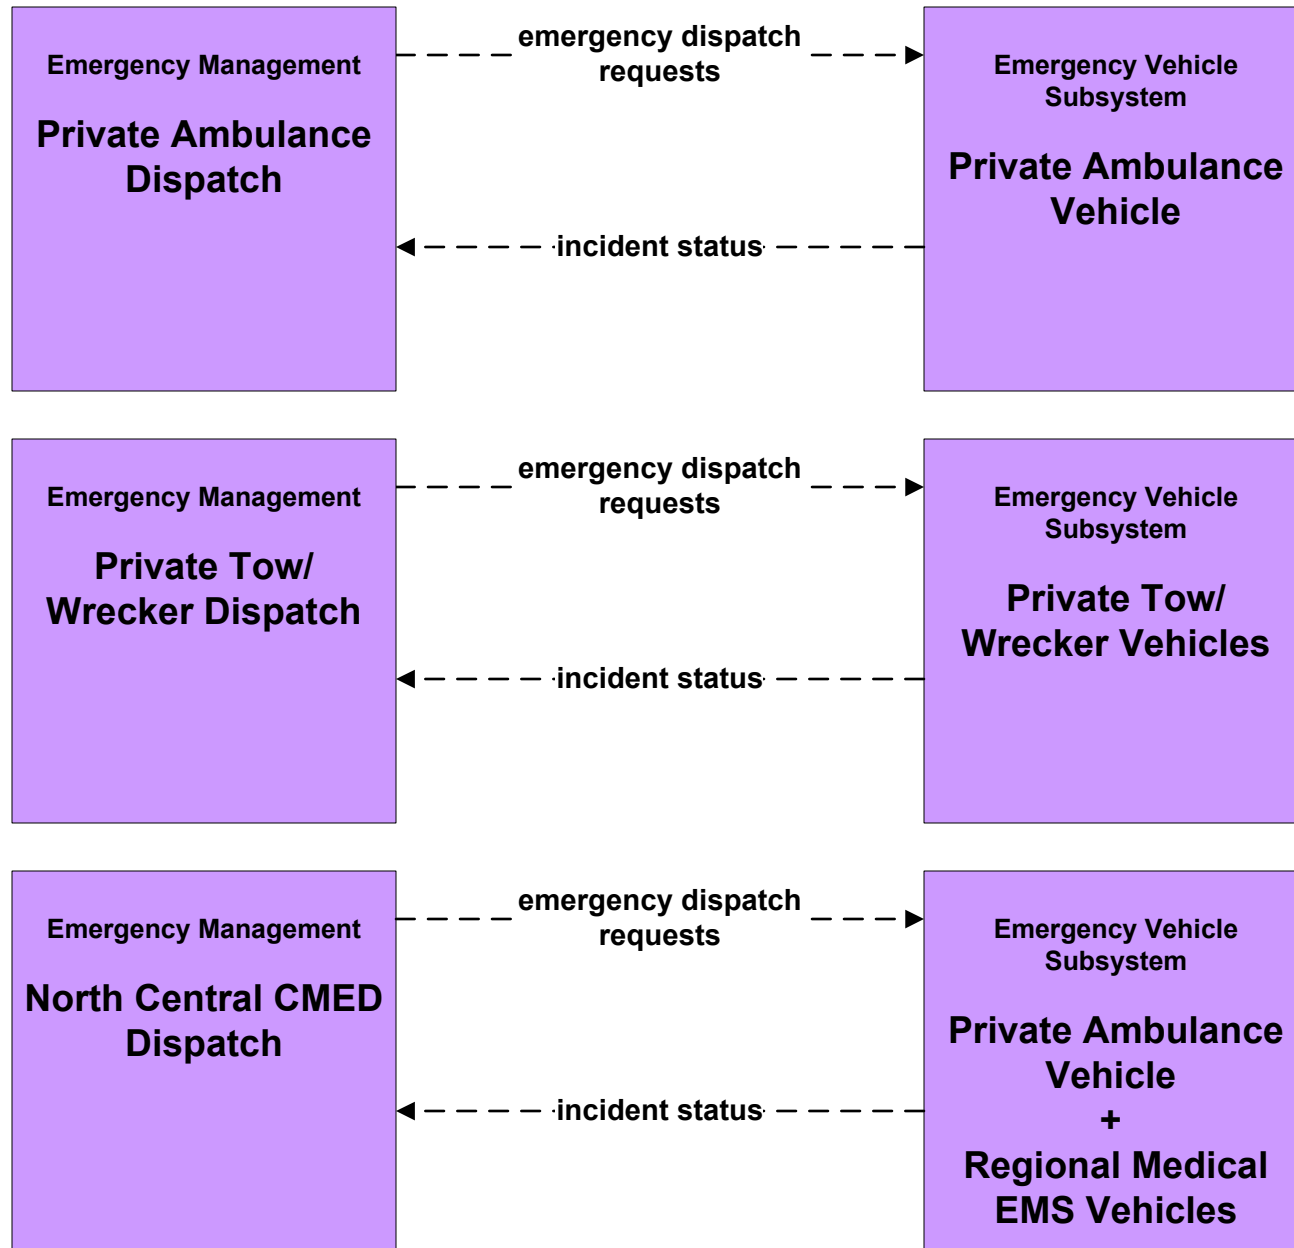 Emergency Management
Private Ambulance
Dispatch
emergency dispatch
requests
incident status
Emergency Vehicle
Subsystem
Private Ambulance
Vehicle
Emergency Management
Private Tow/
Wrecker Dispatch
emergency dispatch
requests
incident status
Emergency Vehicle
Subsystem
Private Tow/
Wrecker Vehicles
Emergency Management
North Central CMED
Dispatch
emergency dispatch
requests
incident status
Emergency Vehicle
Subsystem
Private Ambulance
Vehicle
+
Regional Medical
EMS Vehicles